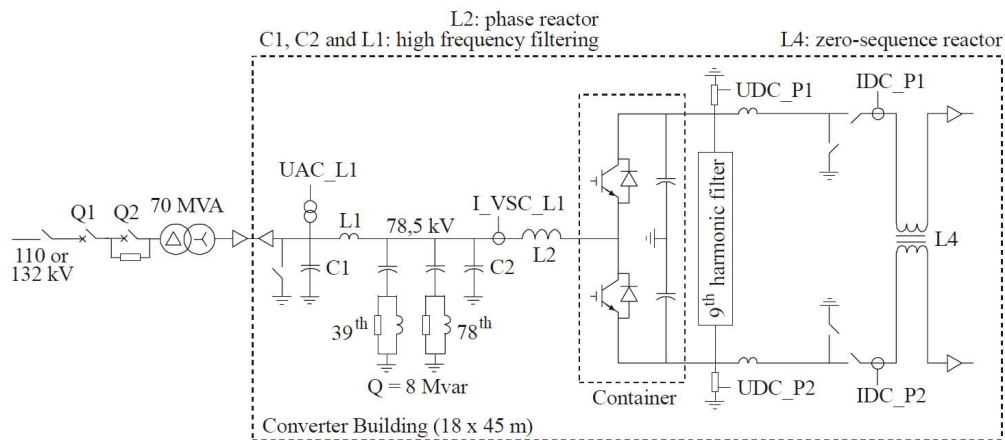 L2: phase reactor
C1, C2 and L1: high frequency filtering
L4: zero-sequence reactor
UDC_P1
IDC_P1
UAC_L1
I_VSC_L1
Q1
Q2
70 MVA
L1
78,5 kV
L2
L4
110 or
132 kV
C1
C2
9th harmonic filter
39th
78th
Q = 8 Mvar
Container
UDC_P2
IDC_P2
Converter Building (18 x 45 m)